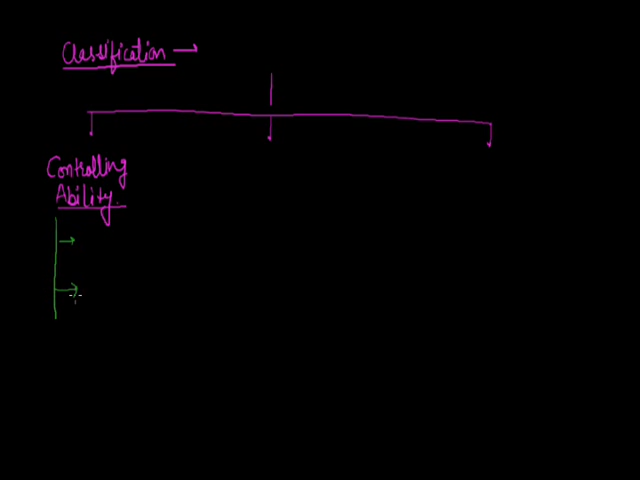 Classification →
Controlling
Ability.